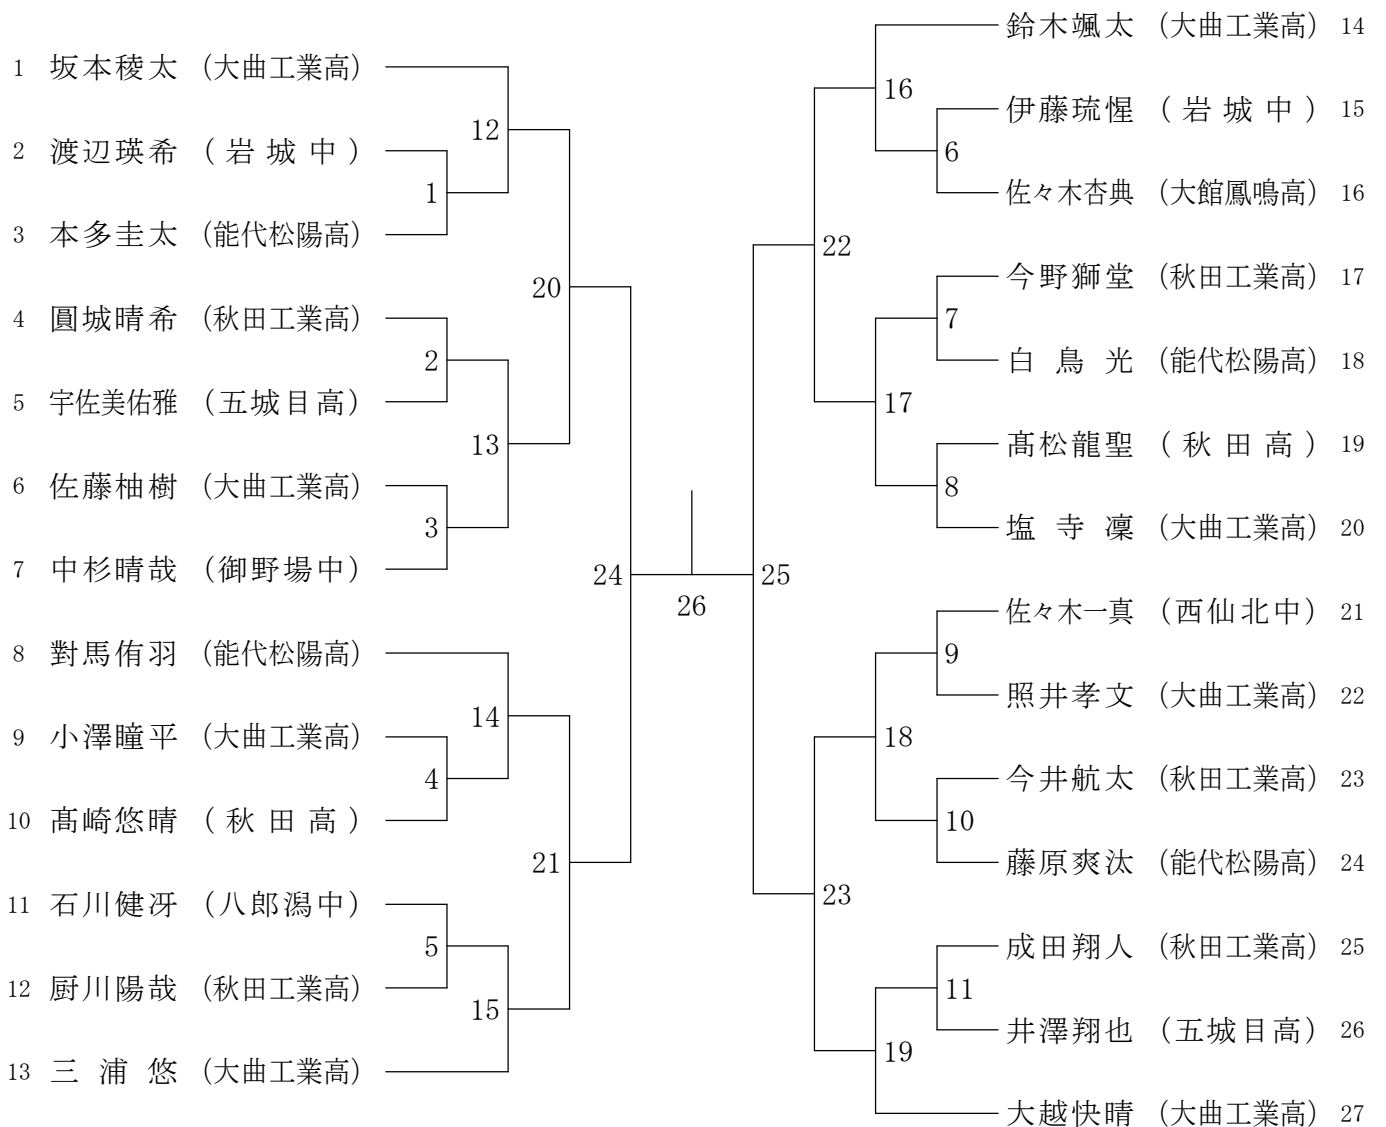 1 坂本稜太 (大曲工業高)
2 渡辺瑛希 (岩城中)
3 本多圭太 (能代松陽高)
4 圓城晴希 (秋田工業高)
5 宇佐美佑雅 (五城目高)
6 佐藤柚樹 (大曲工業高)
7 中杉晴哉 (御野場中)
8 對馬侑羽 (能代松陽高)
9 小澤瞳平 (大曲工業高)
10 髙崎悠晴 (秋田高)
11 石川健冴 (八郎潟中)
12 厨川陽哉 (秋田工業高)
13 三浦悠 (大曲工業高)
1
2
3
4
5
12
13
14
15
20
21
24
26
25
22
23
16
17
18
19
6
7
8
9
10
11
鈴木颯太 (大曲工業高) 14
伊藤琉惺 (岩城中) 15
佐々木杏典 (大館鳳鳴高) 16
今野獅堂 (秋田工業高) 17
白鳥光 (能代松陽高) 18
髙松龍聖 (秋田高) 19
塩寺凜 (大曲工業高) 20
佐々木一真 (西仙北中) 21
照井孝文 (大曲工業高) 22
今井航太 (秋田工業高) 23
藤原爽汰 (能代松陽高) 24
成田翔人 (秋田工業高) 25
井澤翔也 (五城目高) 26
大越快晴 (大曲工業高) 27